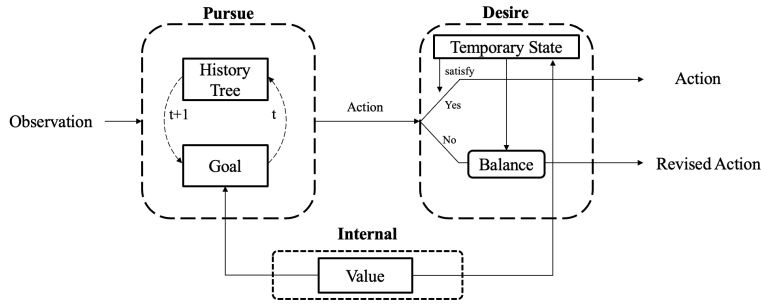 Pursue
Desire
History
Tree
t+1
t
Goal
Observation
Action
Temporary State
satisfy
Yes
No
Balance
Action
Revised Action
Internal
Value